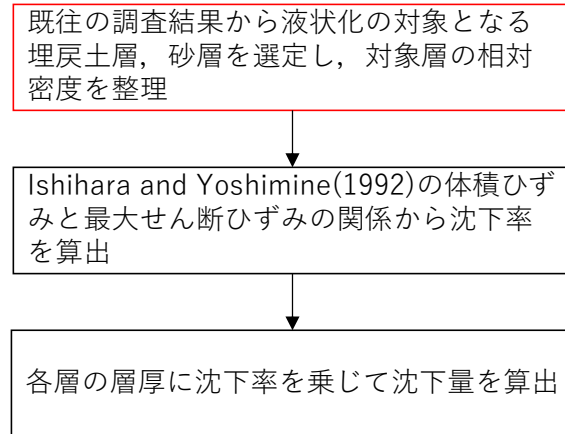 既往の調査結果から液状化の対象となる
埋戻土層，砂層を選定し，対象層の相対
密度を整理
Ishihara and Yoshimine(1992)の体積ひず
みと最大せん断ひずみの関係から沈下率
を算出
各層の層厚に沈下率を乗じて沈下量を算出